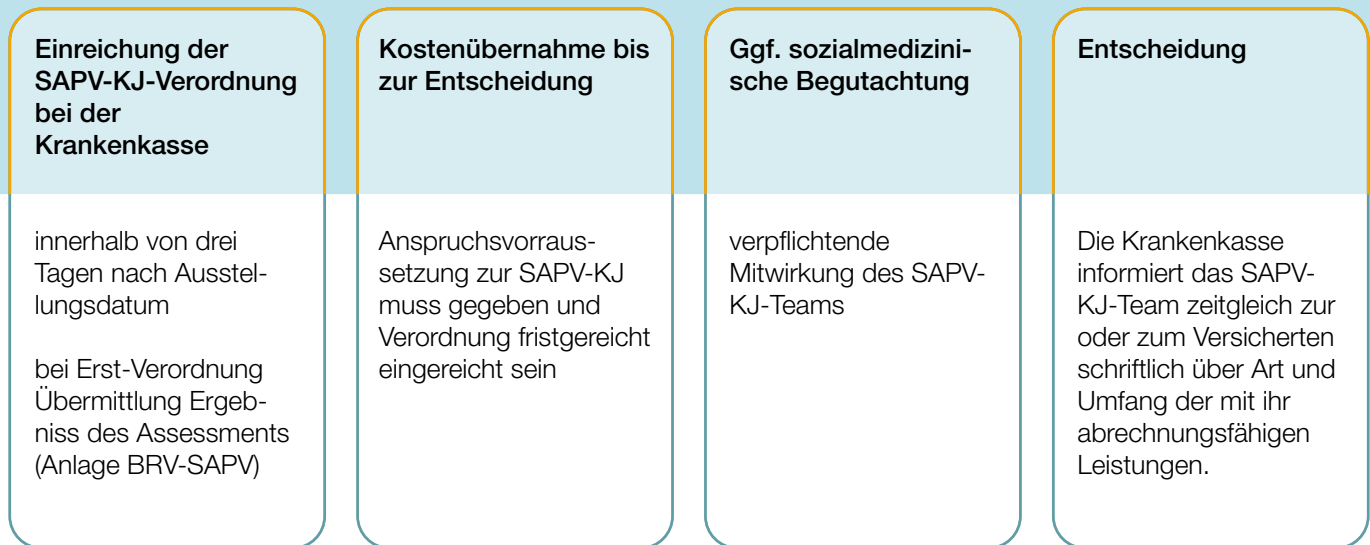 Einreichung der
SAPV-KJ-Verordnung
bei der
Krankenkasse
innerhalb von drei
Tagen nach Ausstel-
lungsdatum
bei Erst-Verordnung
Übermittlung Ergeb-
niss des Assessments
(Anlage BRV-SAPV)
Kostenübernahme bis
zur Entscheidung
Anspruchsvorraus-
setzung zur SAPV-KJ
muss gegeben und
Verordnung fristgereicht
eingereicht sein
Ggf. sozialmedizini-
sche Begutachtung
verpflichtende
Mitwirkung des SAPV-
KJ-Teams
Entscheidung
Die Krankenkasse
informiert das SAPV-
KJ-Team zeitgleich zur
oder zum Versicherten
schriftlich über Art und
Umfang der mit ihr
abrechnungsfähigen
Leistungen.